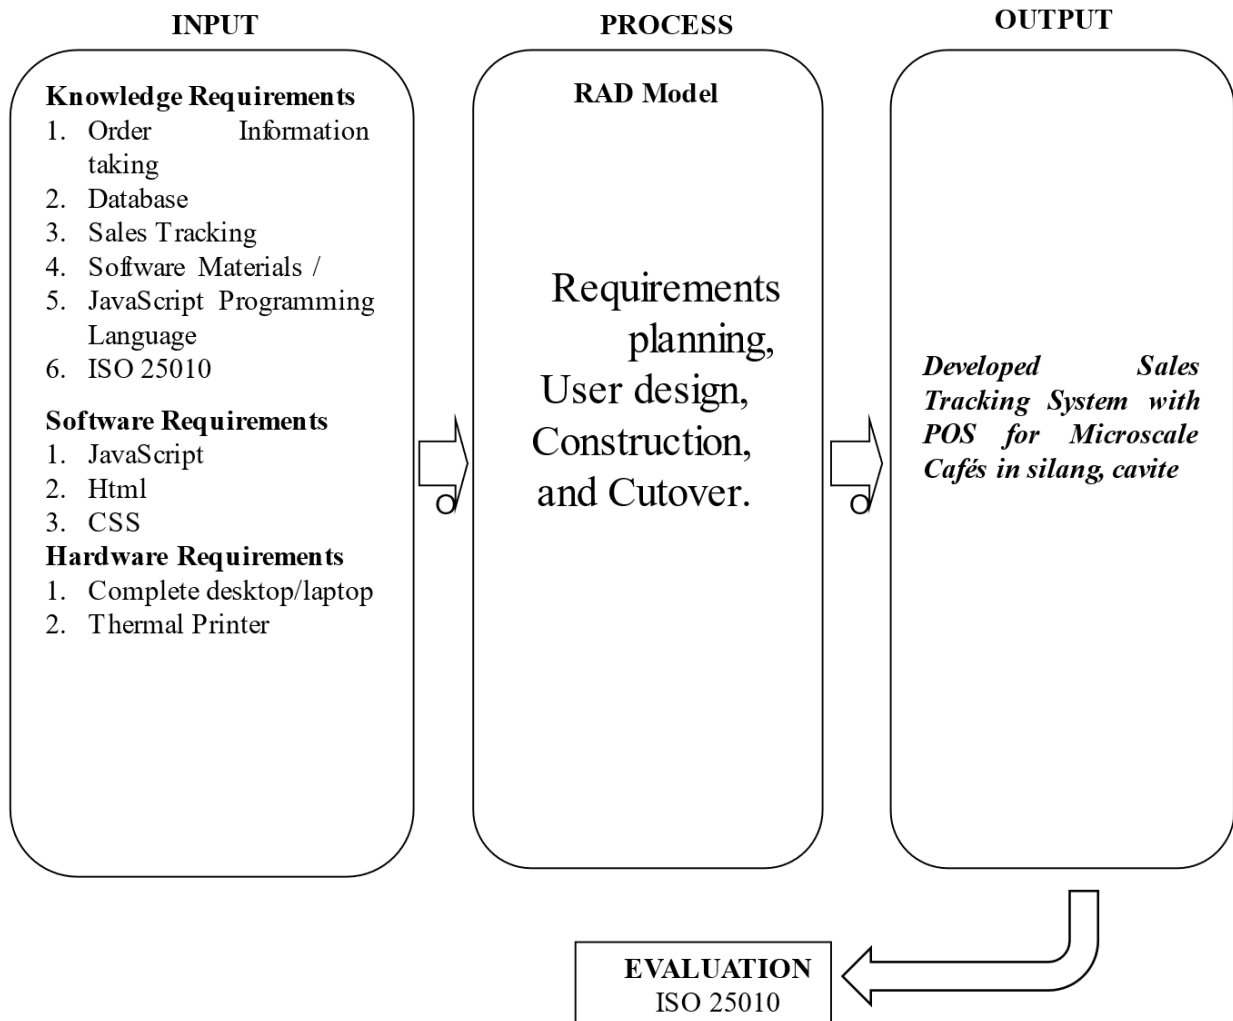 INPUT
Knowledge Requirements
1. Order Information
taking
2. Database
3. Sales Tracking
4. Software Materials /
5. JavaScript Programming
Language
6. ISO 25010
Software Requirements
1. JavaScript
2. Html
3. CSS
Hardware Requirements
1. Complete desktop/laptop
2. Thermal Printer
O
PROCESS
RAD Model
Requirements
planning,
User design,
Construction,
and Cutover.
O
OUTPUT
Developed Sales
Tracking System with
POS for Microscale
Cafés in silang, cavite
EVALUATION
ISO 25010